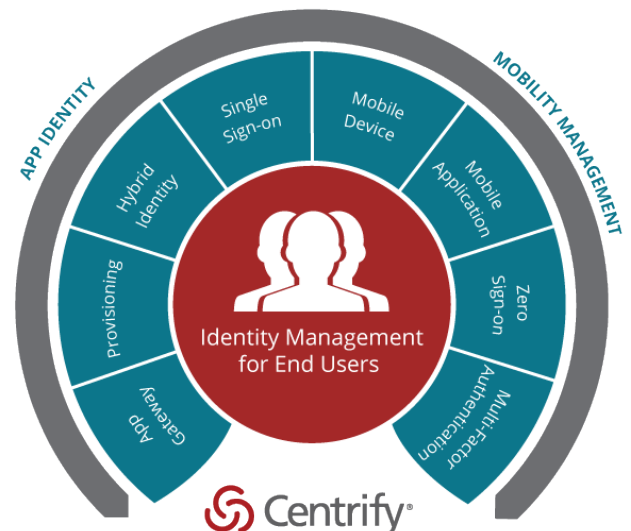 APP IDENTITY
MOBILITY MANAGEMENT
App
Gateway
Provisioning
Hybrid
Identity
Single
Sign-on
Mobile
Device
Mobile
Application
Zero
Sign-on
Multi-Factor
Authentication
Identity Management
for End Users
Centrify®